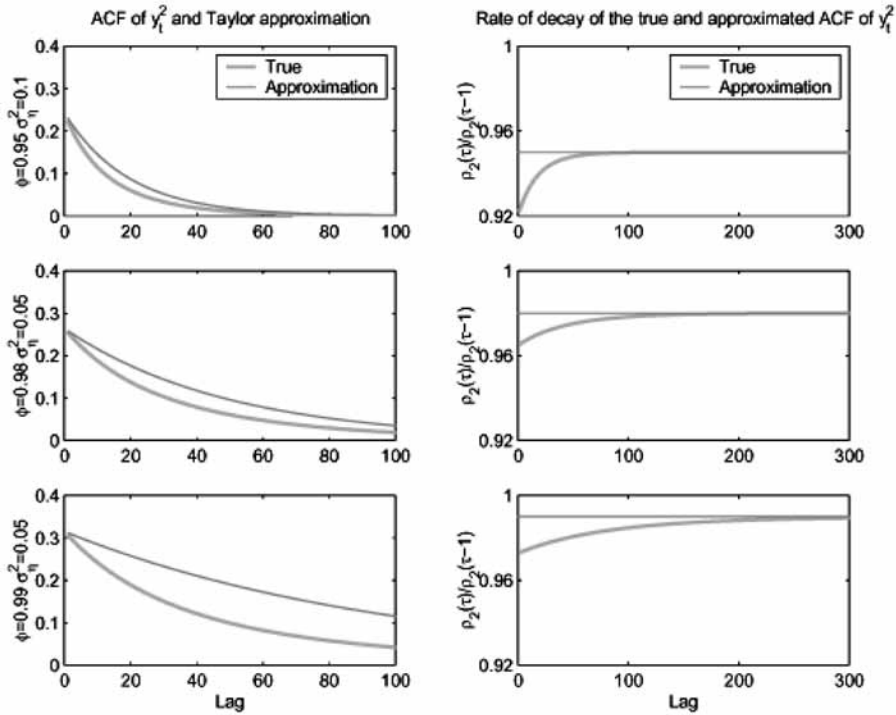 ACF of y_t^2 and Taylor approximation
Rate of decay of the true and approximated ACF of y_t^2
φ=0.95 σ_η^2=0.1
0.4
0.3
0.2
0.1
0
True
Approximation
0 20 40 60 80 100
ρ_2(τ)/ρ_2(τ−1)
1
0.96
0.92
True
Approximation
0 100 200 300
φ=0.98 σ_η^2=0.05
0.4
0.3
0.2
0.1
0
0 20 40 60 80 100
ρ_2(τ)/ρ_2(τ−1)
1
0.96
0.92
0 100 200 300
φ=0.99 σ_η^2=0.05
0.4
0.3
0.2
0.1
0
0 20 40 60 80 100
Lag
ρ_2(τ)/ρ_2(τ−1)
1
0.96
0.92
0 100 200 300
Lag